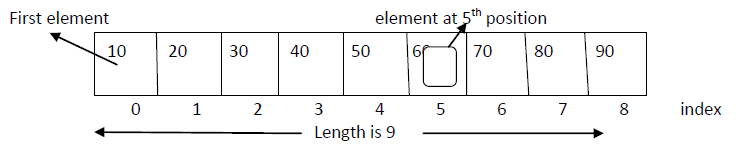 First element element at 5th position
10 20 30 40 50 70 80 90
0 1 2 3 4 5 6 7 8 index
Length is 9